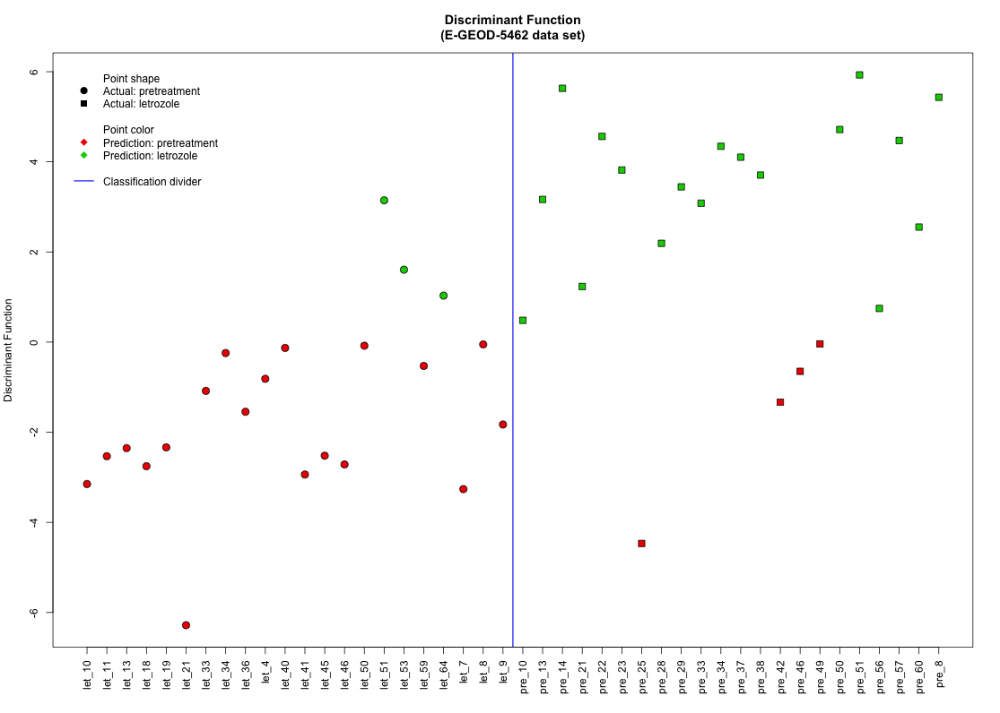 Discriminant Function
(E-GEOD-5462 data set)
Point shape
Actual: pretreatment
Actual: letrozole
Point color
Prediction: pretreatment
Prediction: letrozole
Classification divider
Discriminant Function
6
4
2
0
-2
-4
-6
let_10
let_11
let_13
let_18
let_19
let_21
let_33
let_34
let_36
let_4
let_40
let_41
let_45
let_46
let_50
let_51
let_53
let_59
let_64
let_7
let_8
let_9
pre_10
pre_13
pre_14
pre_21
pre_22
pre_23
pre_25
pre_28
pre_29
pre_33
pre_34
pre_37
pre_38
pre_42
pre_46
pre_49
pre_50
pre_51
pre_56
pre_57
pre_60
pre_8